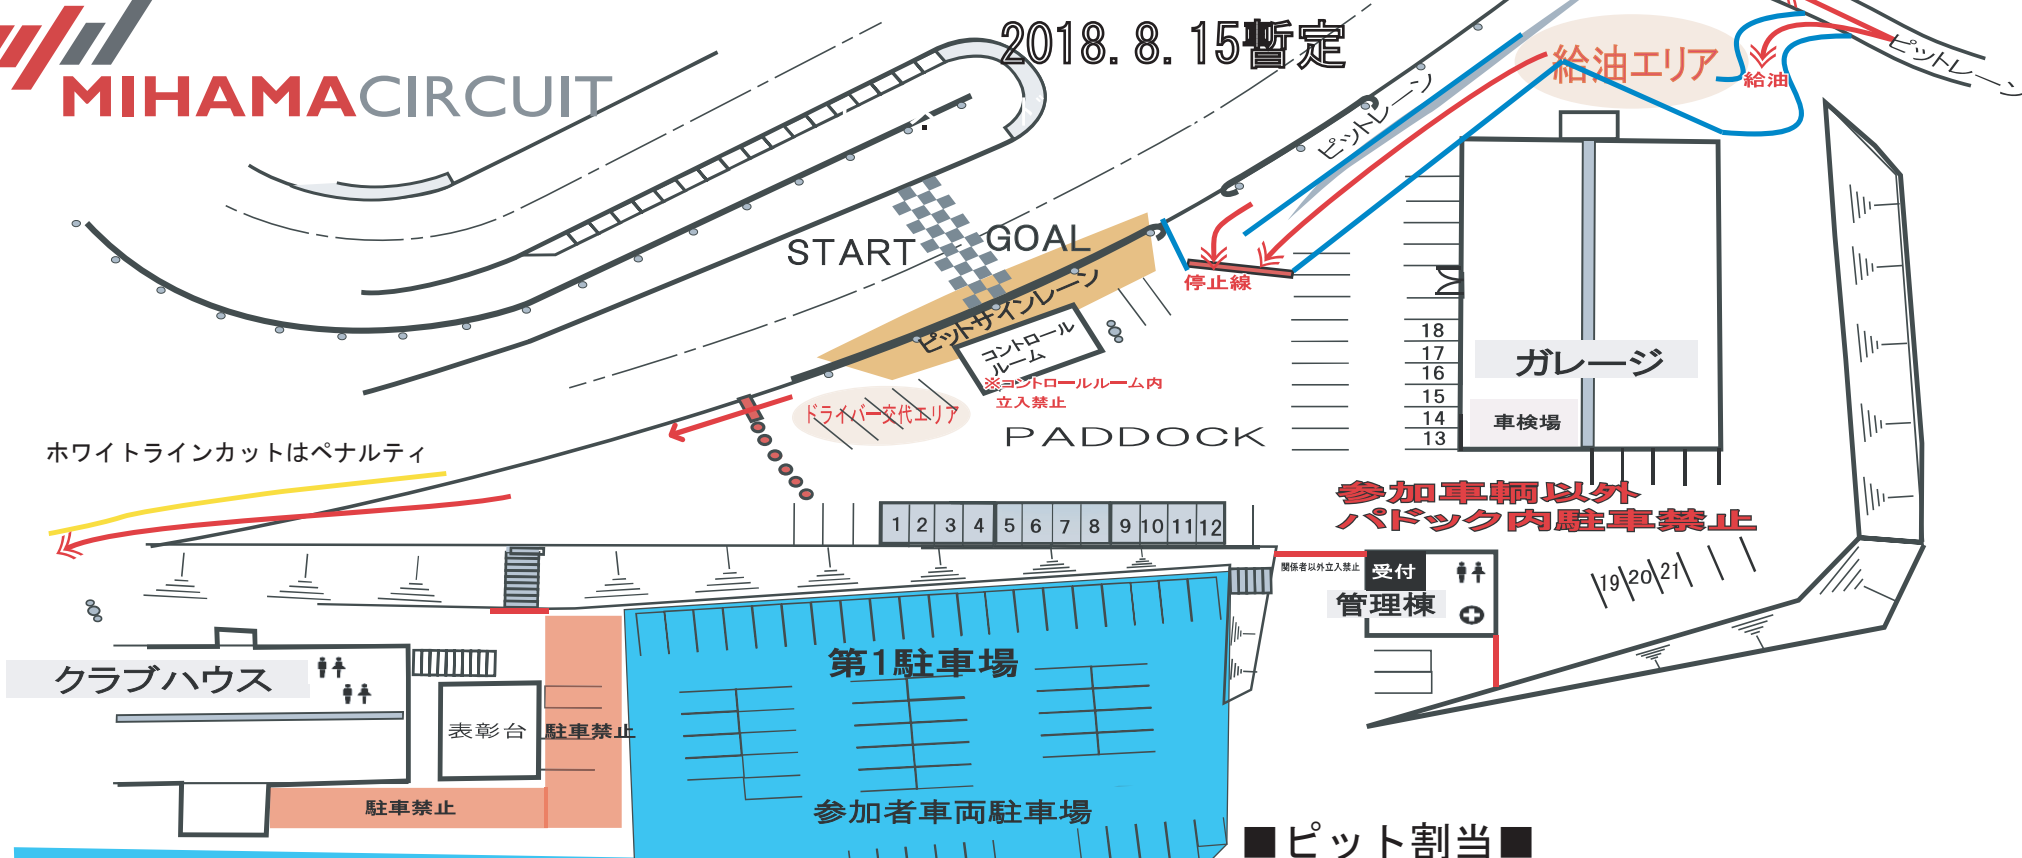 MIHAMACIRCUIT
2018.8.15暫定
給油エリア
給油
ピットレーン
ピットレーン
START
GOAL
停止線
ピットサインレーン
コントロール
ルーム
※コントロールルーム内
立入禁止
ドライバー交代エリア
PADDOCK
18
17
16
15
14
13
ガレージ
車検場
ホワイトラインカットはペナルティ
参加車輌以外
パドック内駐車禁止
1 2 3 4 5 6 7 8 9 10 11 12
関係者以外立入禁止
受付
管理棟
19 20 21
クラブハウス
表彰台
駐車禁止
駐車禁止
第1駐車場
参加者車両駐車場
■ピット割当■